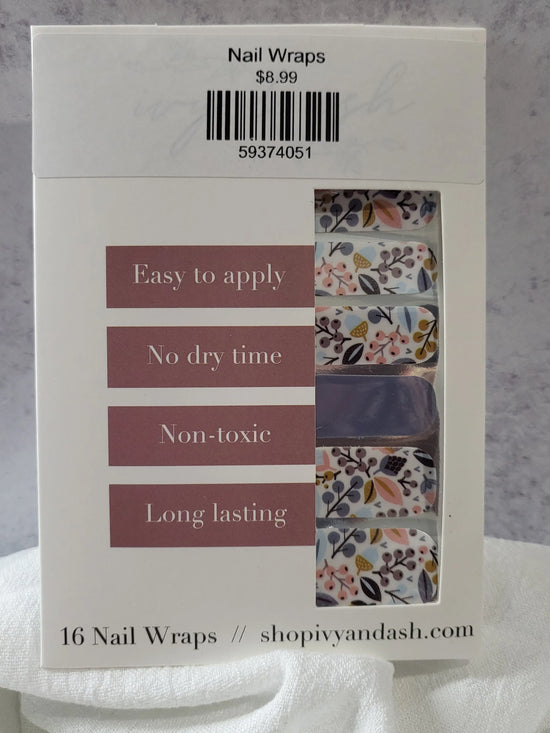 Nail Wraps
$8.99
59374051
Easy to apply
No dry time
Non-toxic
Long lasting
16 Nail Wraps // shopivyandash.com